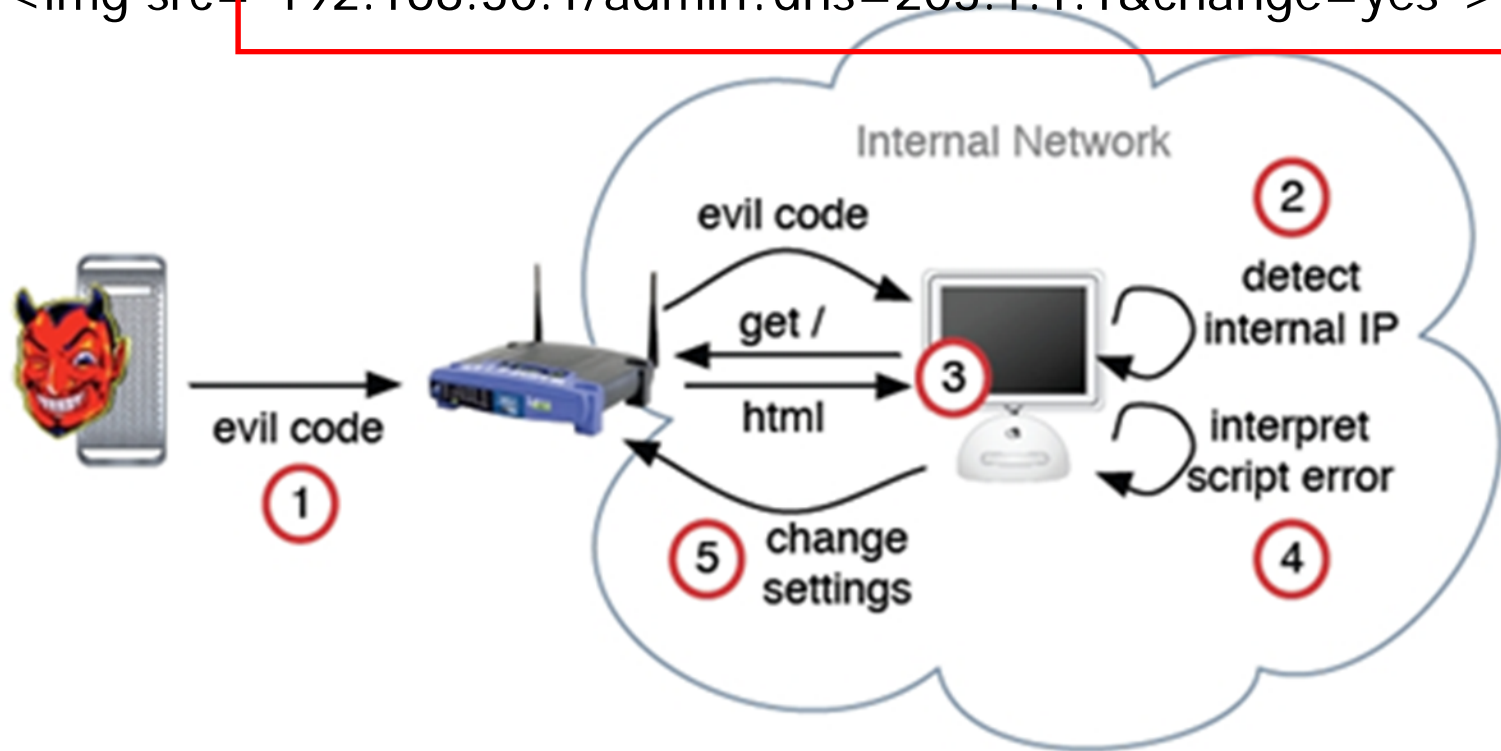 Internal Network
evil code
2
detect
internal IP
get /
3
html
evil code
1
interpret
script error
4
5
change
settings